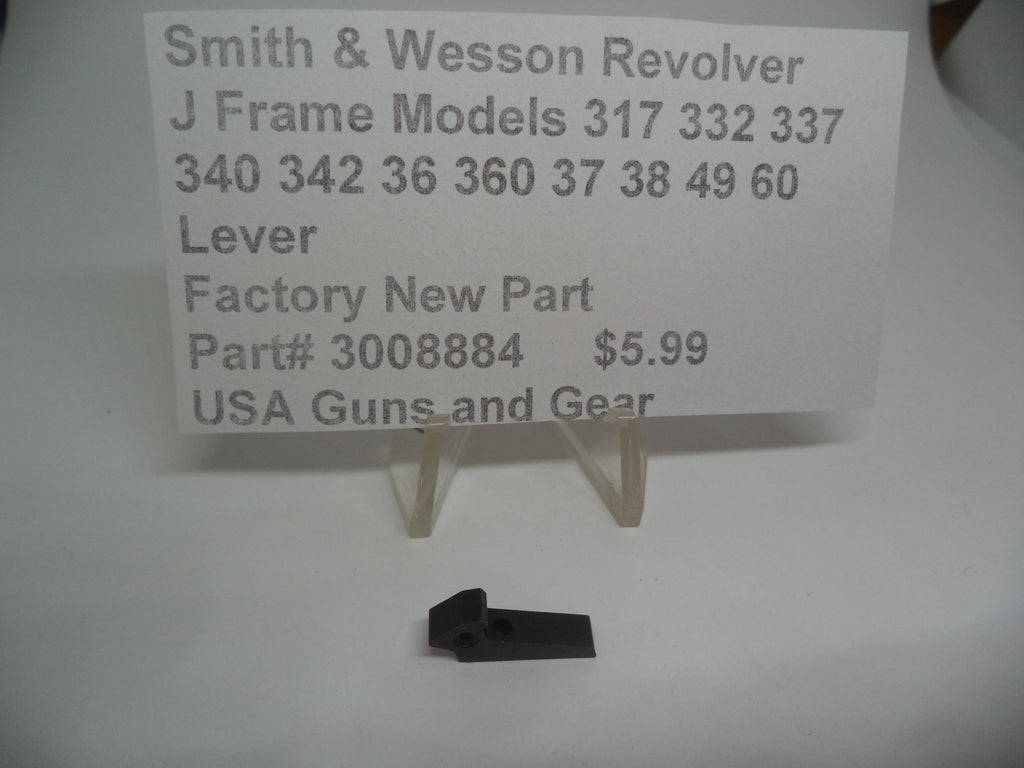 Smith & Wesson Revolver
J Frame Models 317 332 337
340 342 36 360 37 38 49 60
Lever
Factory New Part
Part# 3008884 $5.99
USA Guns and Gear